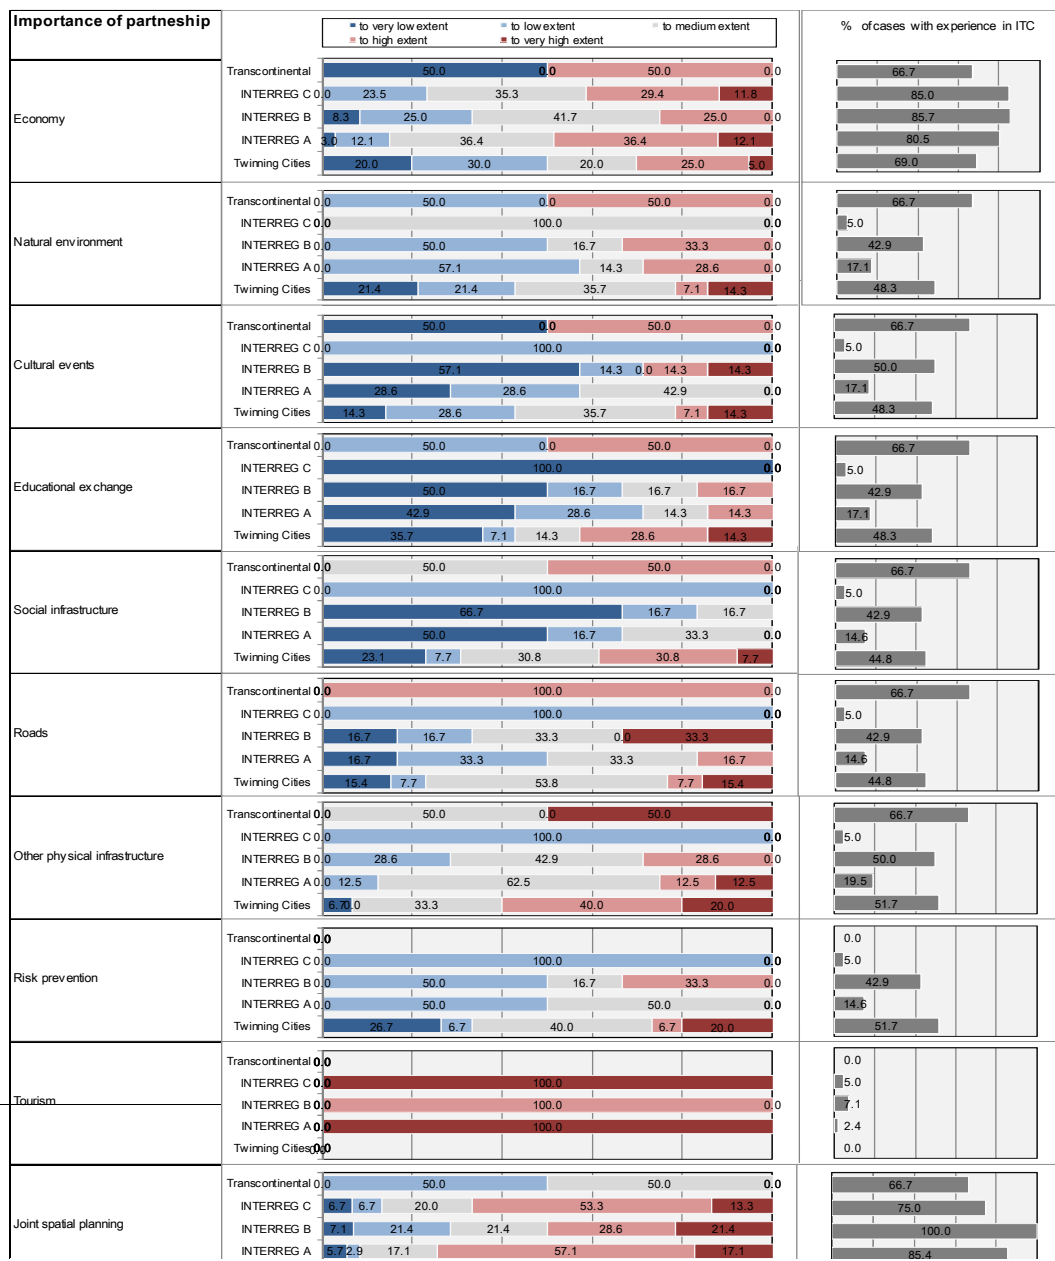 Importance of partneship
to very low extent to low extent to medium extent
to high extent to very high extent
% of cases with experience in ITC
Economy
Transcontinental 50.0 0.0 50.0 0.0 66.7
INTERREG C 0.0 23.5 35.3 29.4 11.8 85.0
INTERREG B 8.3 25.0 41.7 25.0 0.0 85.7
INTERREG A 3.0 12.1 36.4 36.4 12.1 80.5
Twinning Cities 20.0 30.0 20.0 25.0 5.0 69.0
Natural environment
Transcontinental 0.0 50.0 0.0 50.0 0.0 66.7
INTERREG C 0.0 100.0 0.0 5.0
INTERREG B 0.0 50.0 16.7 33.3 0.0 42.9
INTERREG A 0.0 57.1 14.3 28.6 0.0 17.1
Twinning Cities 21.4 21.4 35.7 7.1 14.3 48.3
Cultural events
Transcontinental 50.0 0.0 50.0 0.0 66.7
INTERREG C 0.0 100.0 0.0 5.0
INTERREG B 57.1 14.3 0.0 14.3 14.3 50.0
INTERREG A 28.6 28.6 42.9 0.0 17.1
Twinning Cities 14.3 28.6 35.7 7.1 14.3 48.3
Educational exchange
Transcontinental 0.0 50.0 0.0 50.0 0.0 66.7
INTERREG C 100.0 0.0 5.0
INTERREG B 50.0 16.7 16.7 16.7 42.9
INTERREG A 42.9 28.6 14.3 14.3 17.1
Twinning Cities 35.7 7.1 14.3 28.6 14.3 48.3
Social infrastructure
Transcontinental 0.0 50.0 50.0 0.0 66.7
INTERREG C 0.0 100.0 0.0 5.0
INTERREG B 66.7 16.7 16.7 42.9
INTERREG A 50.0 16.7 33.3 0.0 14.6
Twinning Cities 23.1 7.7 30.8 30.8 7.7 44.8
Roads
Transcontinental 0.0 100.0 0.0 66.7
INTERREG C 0.0 100.0 0.0 5.0
INTERREG B 16.7 16.7 33.3 0.0 33.3 42.9
INTERREG A 16.7 33.3 33.3 16.7 14.6
Twinning Cities 15.4 7.7 53.8 7.7 15.4 44.8
Other physical infrastructure
Transcontinental 0.0 50.0 0.0 50.0 66.7
INTERREG C 0.0 100.0 0.0 5.0
INTERREG B 0.0 28.6 42.9 28.6 0.0 50.0
INTERREG A 0.0 12.5 62.5 12.5 12.5 19.5
Twinning Cities 6.7 0.0 33.3 40.0 20.0 51.7
Risk prevention
Transcontinental 0.0 0.0
INTERREG C 0.0 100.0 0.0 5.0
INTERREG B 0.0 50.0 16.7 33.3 0.0 42.9
INTERREG A 0.0 50.0 50.0 0.0 14.6
Twinning Cities 26.7 6.7 40.0 6.7 20.0 51.7
Tourism
Transcontinental 0.0 0.0
INTERREG C 0.0 100.0 5.0
INTERREG B 0.0 100.0 0.0 7.1
INTERREG A 0.0 100.0 2.4
Twinning Cities 0.0 0.0 0.0
Joint spatial planning
Transcontinental 0.0 50.0 50.0 0.0 66.7
INTERREG C 6.7 6.7 20.0 53.3 13.3 75.0
INTERREG B 7.1 21.4 21.4 28.6 21.4 100.0
INTERREG A 5.7 2.9 17.1 57.1 17.1 85.4